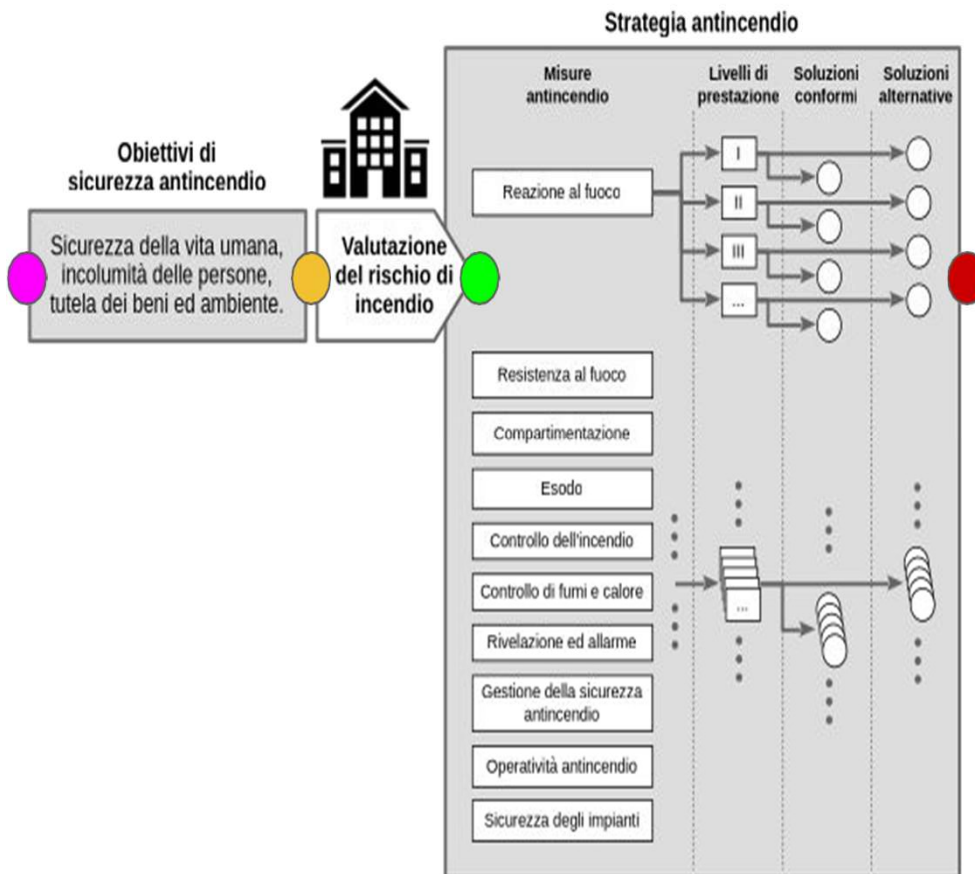 Strategia antincendio
Misure
antincendio
Livelli di
prestazione
Soluzioni
conformi
Soluzioni
alternative
Obiettivi di
sicurezza antincendio
Sicurezza della vita umana,
incolumità delle persone,
tutela dei beni ed ambiente.
Valutazione
del rischio di
incendio
Reazione al fuoco
I
II
III
...
Resistenza al fuoco
Compartimentazione
Esodo
Controllo dell'incendio
Controllo di fumi e calore
...
Rivelazione ed allarme
Gestione della sicurezza
antincendio
Operatività antincendio
Sicurezza degli impianti